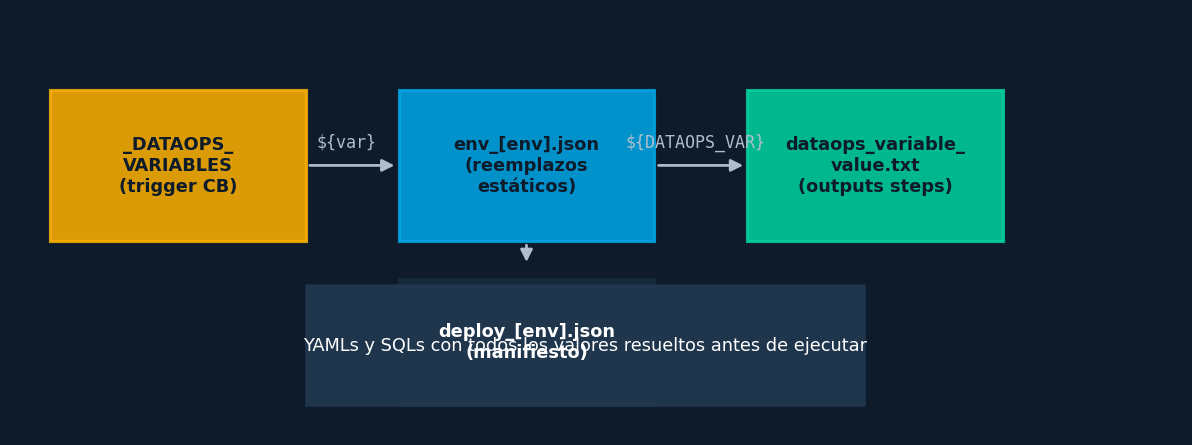 _DATAOPS_
VARIABLES
(trigger CB)
${var}
env_[env].json
(reemplazos
estáticos)
${DATAOPS_VAR}
dataops_variable_
value.txt
(outputs steps)
deploy_[env].json
(manifiesto)
YAMLs y SQLs con todos los valores resueltos antes de ejecutar